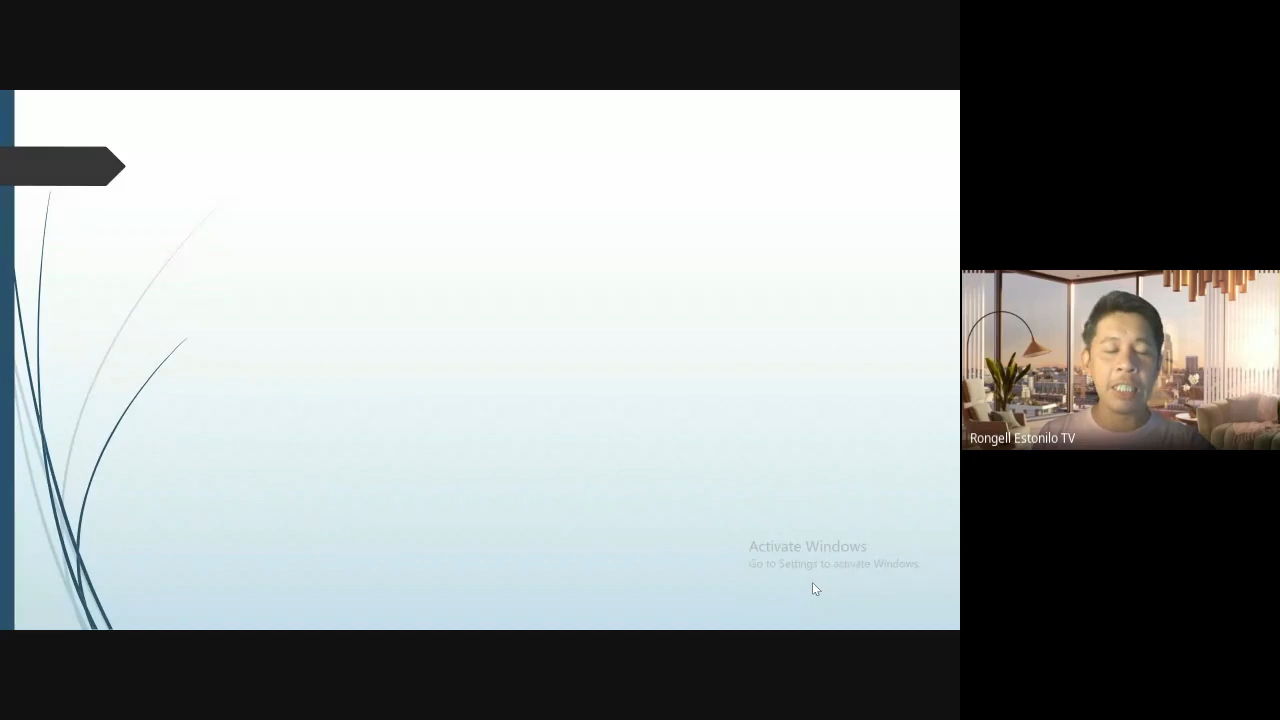 Activate Windows
Go to Settings to activate Windows.
Rongell Estonilo TV